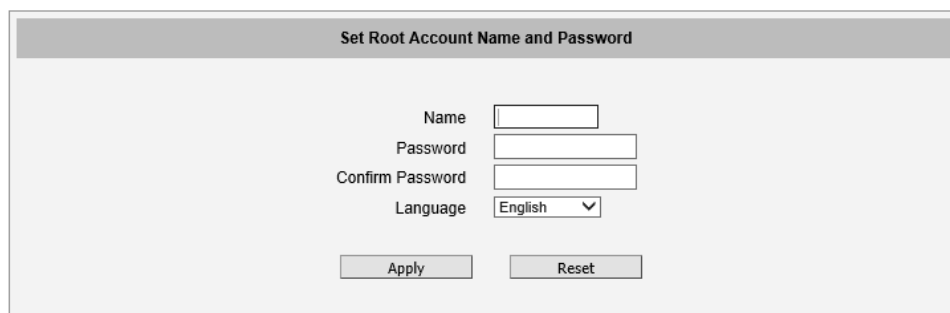 Set Root Account Name and Password
Name
Password
Confirm Password
Language English
Apply Reset